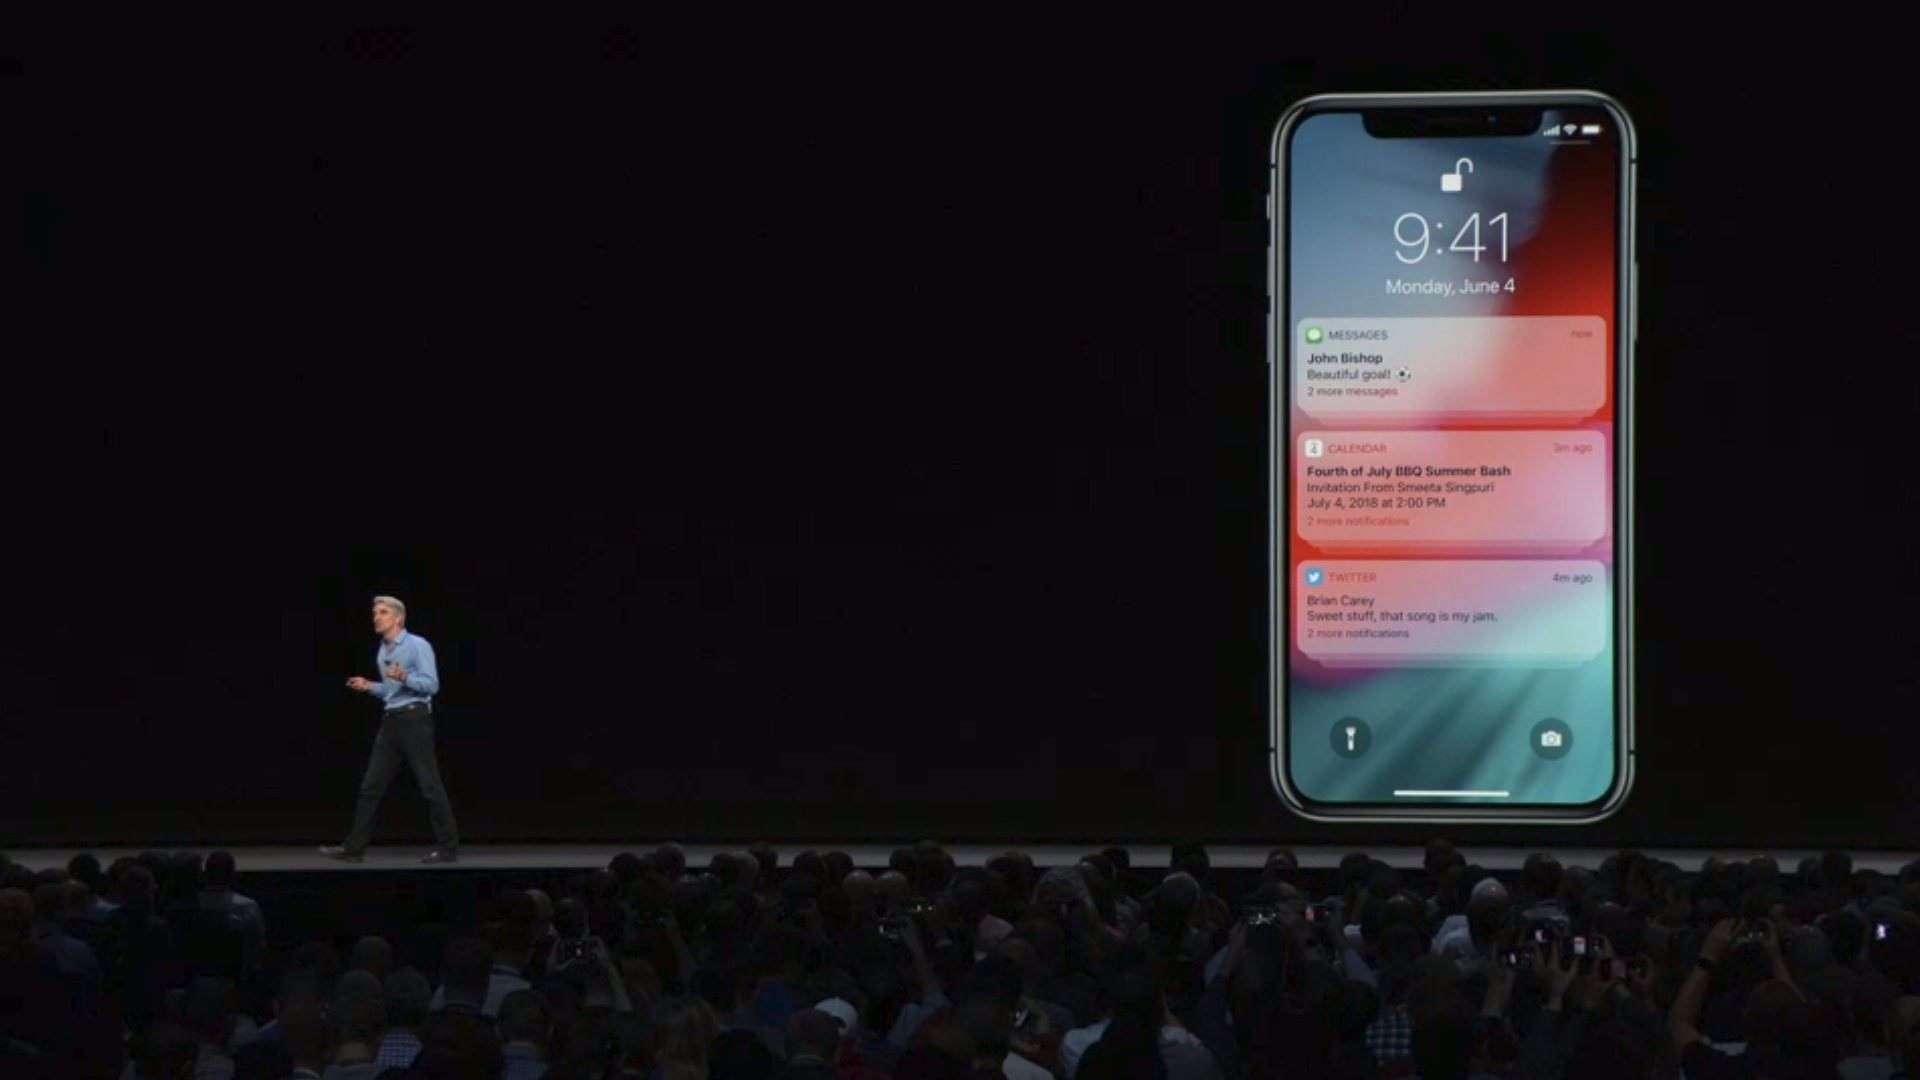 9:41
Monday, June 4
MESSAGES now
John Bishop
Beautiful goal!
2 more messages
CALENDAR 3m ago
Fourth of July BBQ Summer Bash
Invitation From Smeeta Singpuri
July 4, 2018 at 2:00 PM
2 more notifications
TWITTER 4m ago
Brian Carey
Sweet stuff, that song is my jam.
2 more notifications